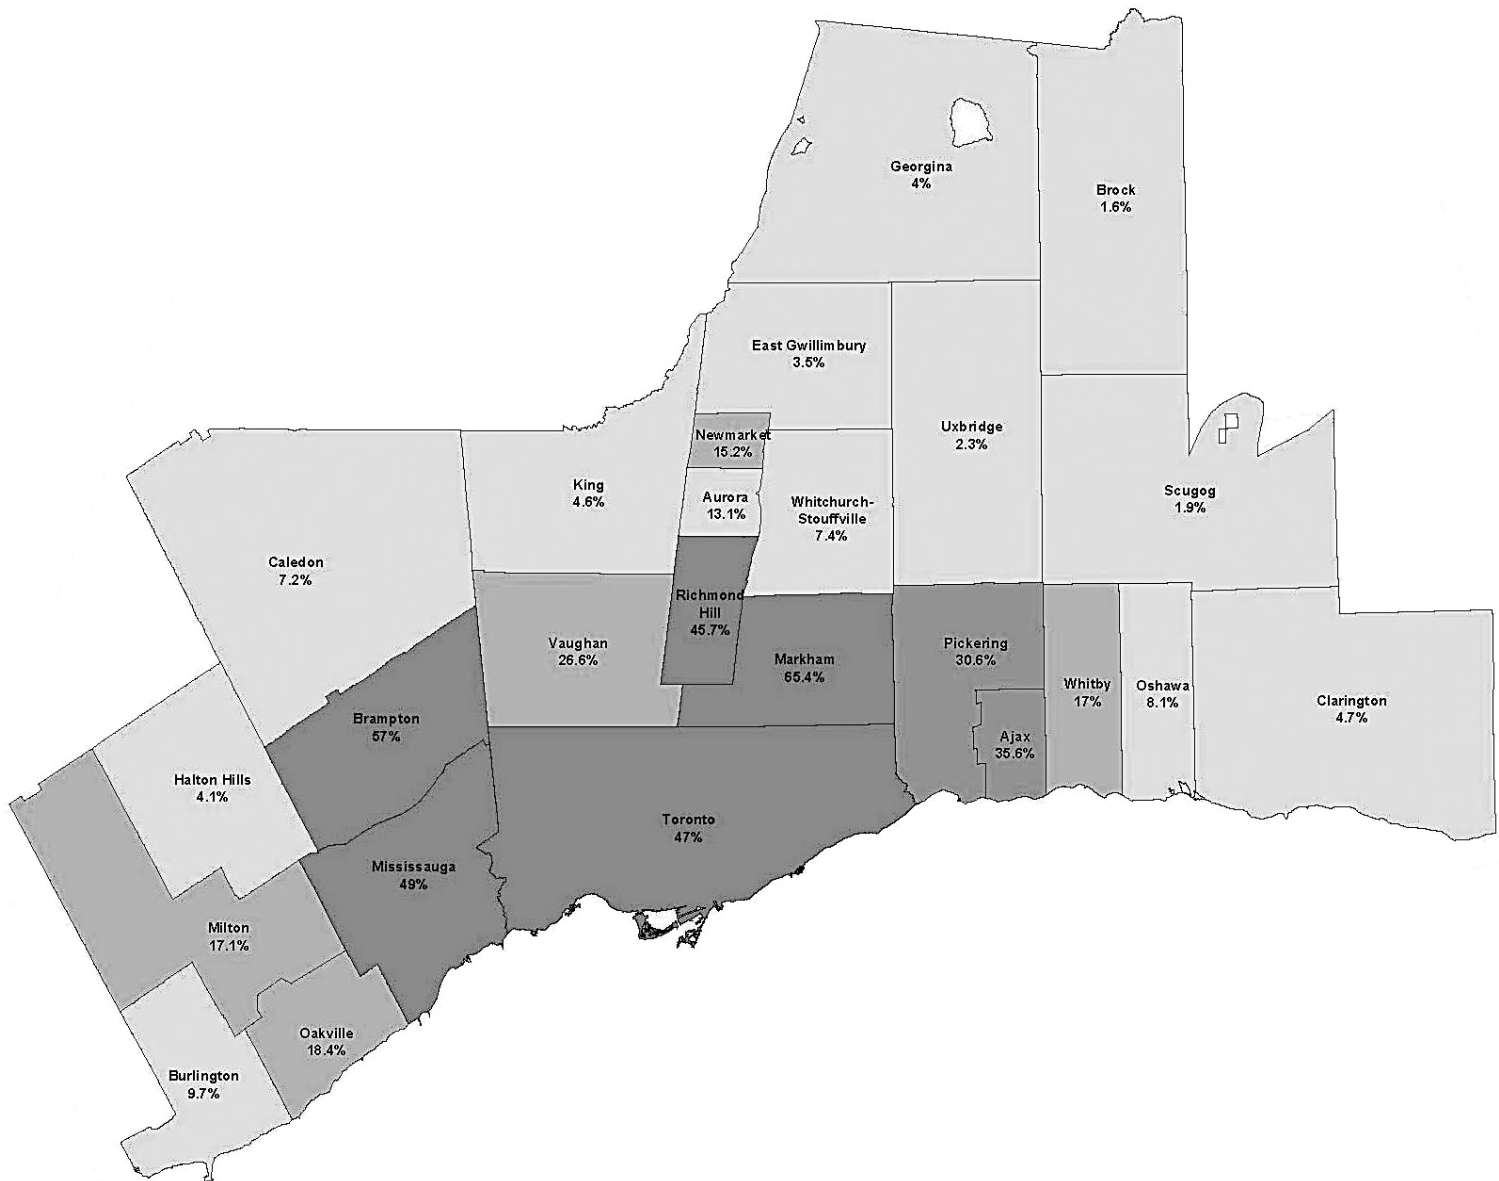 Georgina
4%
Brock
1.6%
East Gwillimbury
3.5%
Uxbridge
2.3%
Newmarket
15.2%
King
4.6%
Aurora
13.1%
Whitchurch-
Stouffville
7.4%
Scugog
1.9%
Caledon
7.2%
Richmond
Hill
45.7%
Vaughan
26.6%
Markham
65.4%
Pickering
30.6%
Whitby
17%
Oshawa
8.1%
Clarington
4.7%
Brampton
57%
Ajax
35.6%
Halton Hills
4.1%
Toronto
47%
Mississauga
49%
Milton
17.1%
Oakville
18.4%
Burlington
9.7%